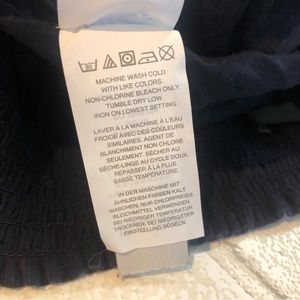 30
MACHINE WASH COLD
WITH LIKE COLORS.
NON-CHLORINE BLEACH ONLY.
TUMBLE DRY LOW.
IRON ON LOWEST SETTING.
LAVER À LA MACHINE À L'EAU
FROIDE AVEC DES COULEURS
SIMILAIRES. AGENT DE
BLANCHIMENT NON CHLORÉ
SEULEMENT. SÉCHER AU
SÈCHE-LINGE AU CYCLE DOUX.
REPASSER À LA PLUS
BASSE TEMPÉRATURE.
IN DER MASCHINE MIT
ÄHNLICHEN FARBEN KALT
WASCHEN. NUR CHLORFREIES
BLEICHMITTEL VERWENDEN
BEI NIEDRIGER TEMPERATUR
TROCKNEN. BEI NIEDRIGSTER
EINSTELLUNG BÜGELN.